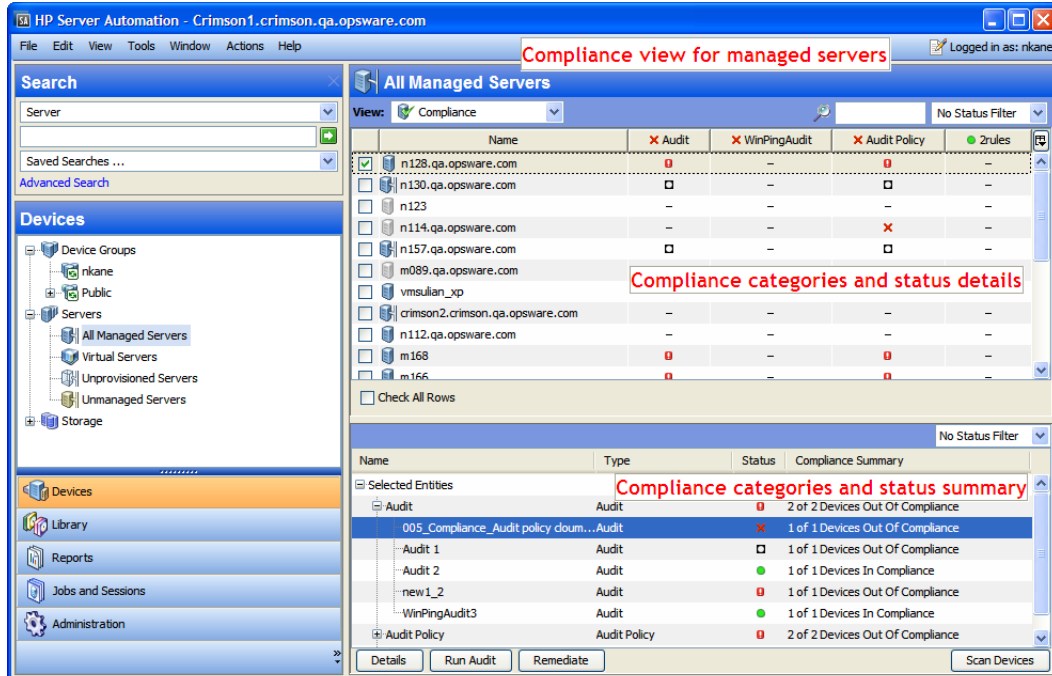 HP Server Automation - Crimson1.crimson.qa.opsware.com
File Edit View Tools Window Actions Help
Logged in as: nkane
Compliance view for managed servers
Search
Server
Saved Searches ...
Advanced Search
Devices
Device Groups
nkane
Public
Servers
All Managed Servers
Virtual Servers
Unprovisioned Servers
Unmanaged Servers
Storage
Devices
Library
Reports
Jobs and Sessions
Administration
All Managed Servers
View: Compliance No Status Filter
Name Audit WinPingAudit Audit Policy 2rules
n128.qa.opsware.com – –
n130.qa.opsware.com – –
n123 – – – –
n114.qa.opsware.com – – –
n157.qa.opsware.com – –
m089.qa.opsware.com
Compliance categories and status details
vmsulian_xp
crimson2.crimson.qa.opsware.com – – – –
n112.qa.opsware.com – – – –
m168 – –
m166 – –
Check All Rows
No Status Filter
Name Type Status Compliance Summary
Selected Entities
Compliance categories and status summary
Audit Audit 2 of 2 Devices Out Of Compliance
005_Compliance_Audit policy cloum... Audit 1 of 1 Devices Out Of Compliance
Audit 1 Audit 1 of 1 Devices Out Of Compliance
Audit 2 Audit 1 of 1 Devices In Compliance
new1_2 Audit 1 of 1 Devices Out Of Compliance
WinPingAudit3 Audit 1 of 1 Devices In Compliance
Audit Policy Audit Policy 2 of 2 Devices Out Of Compliance
Details Run Audit Remediate Scan Devices